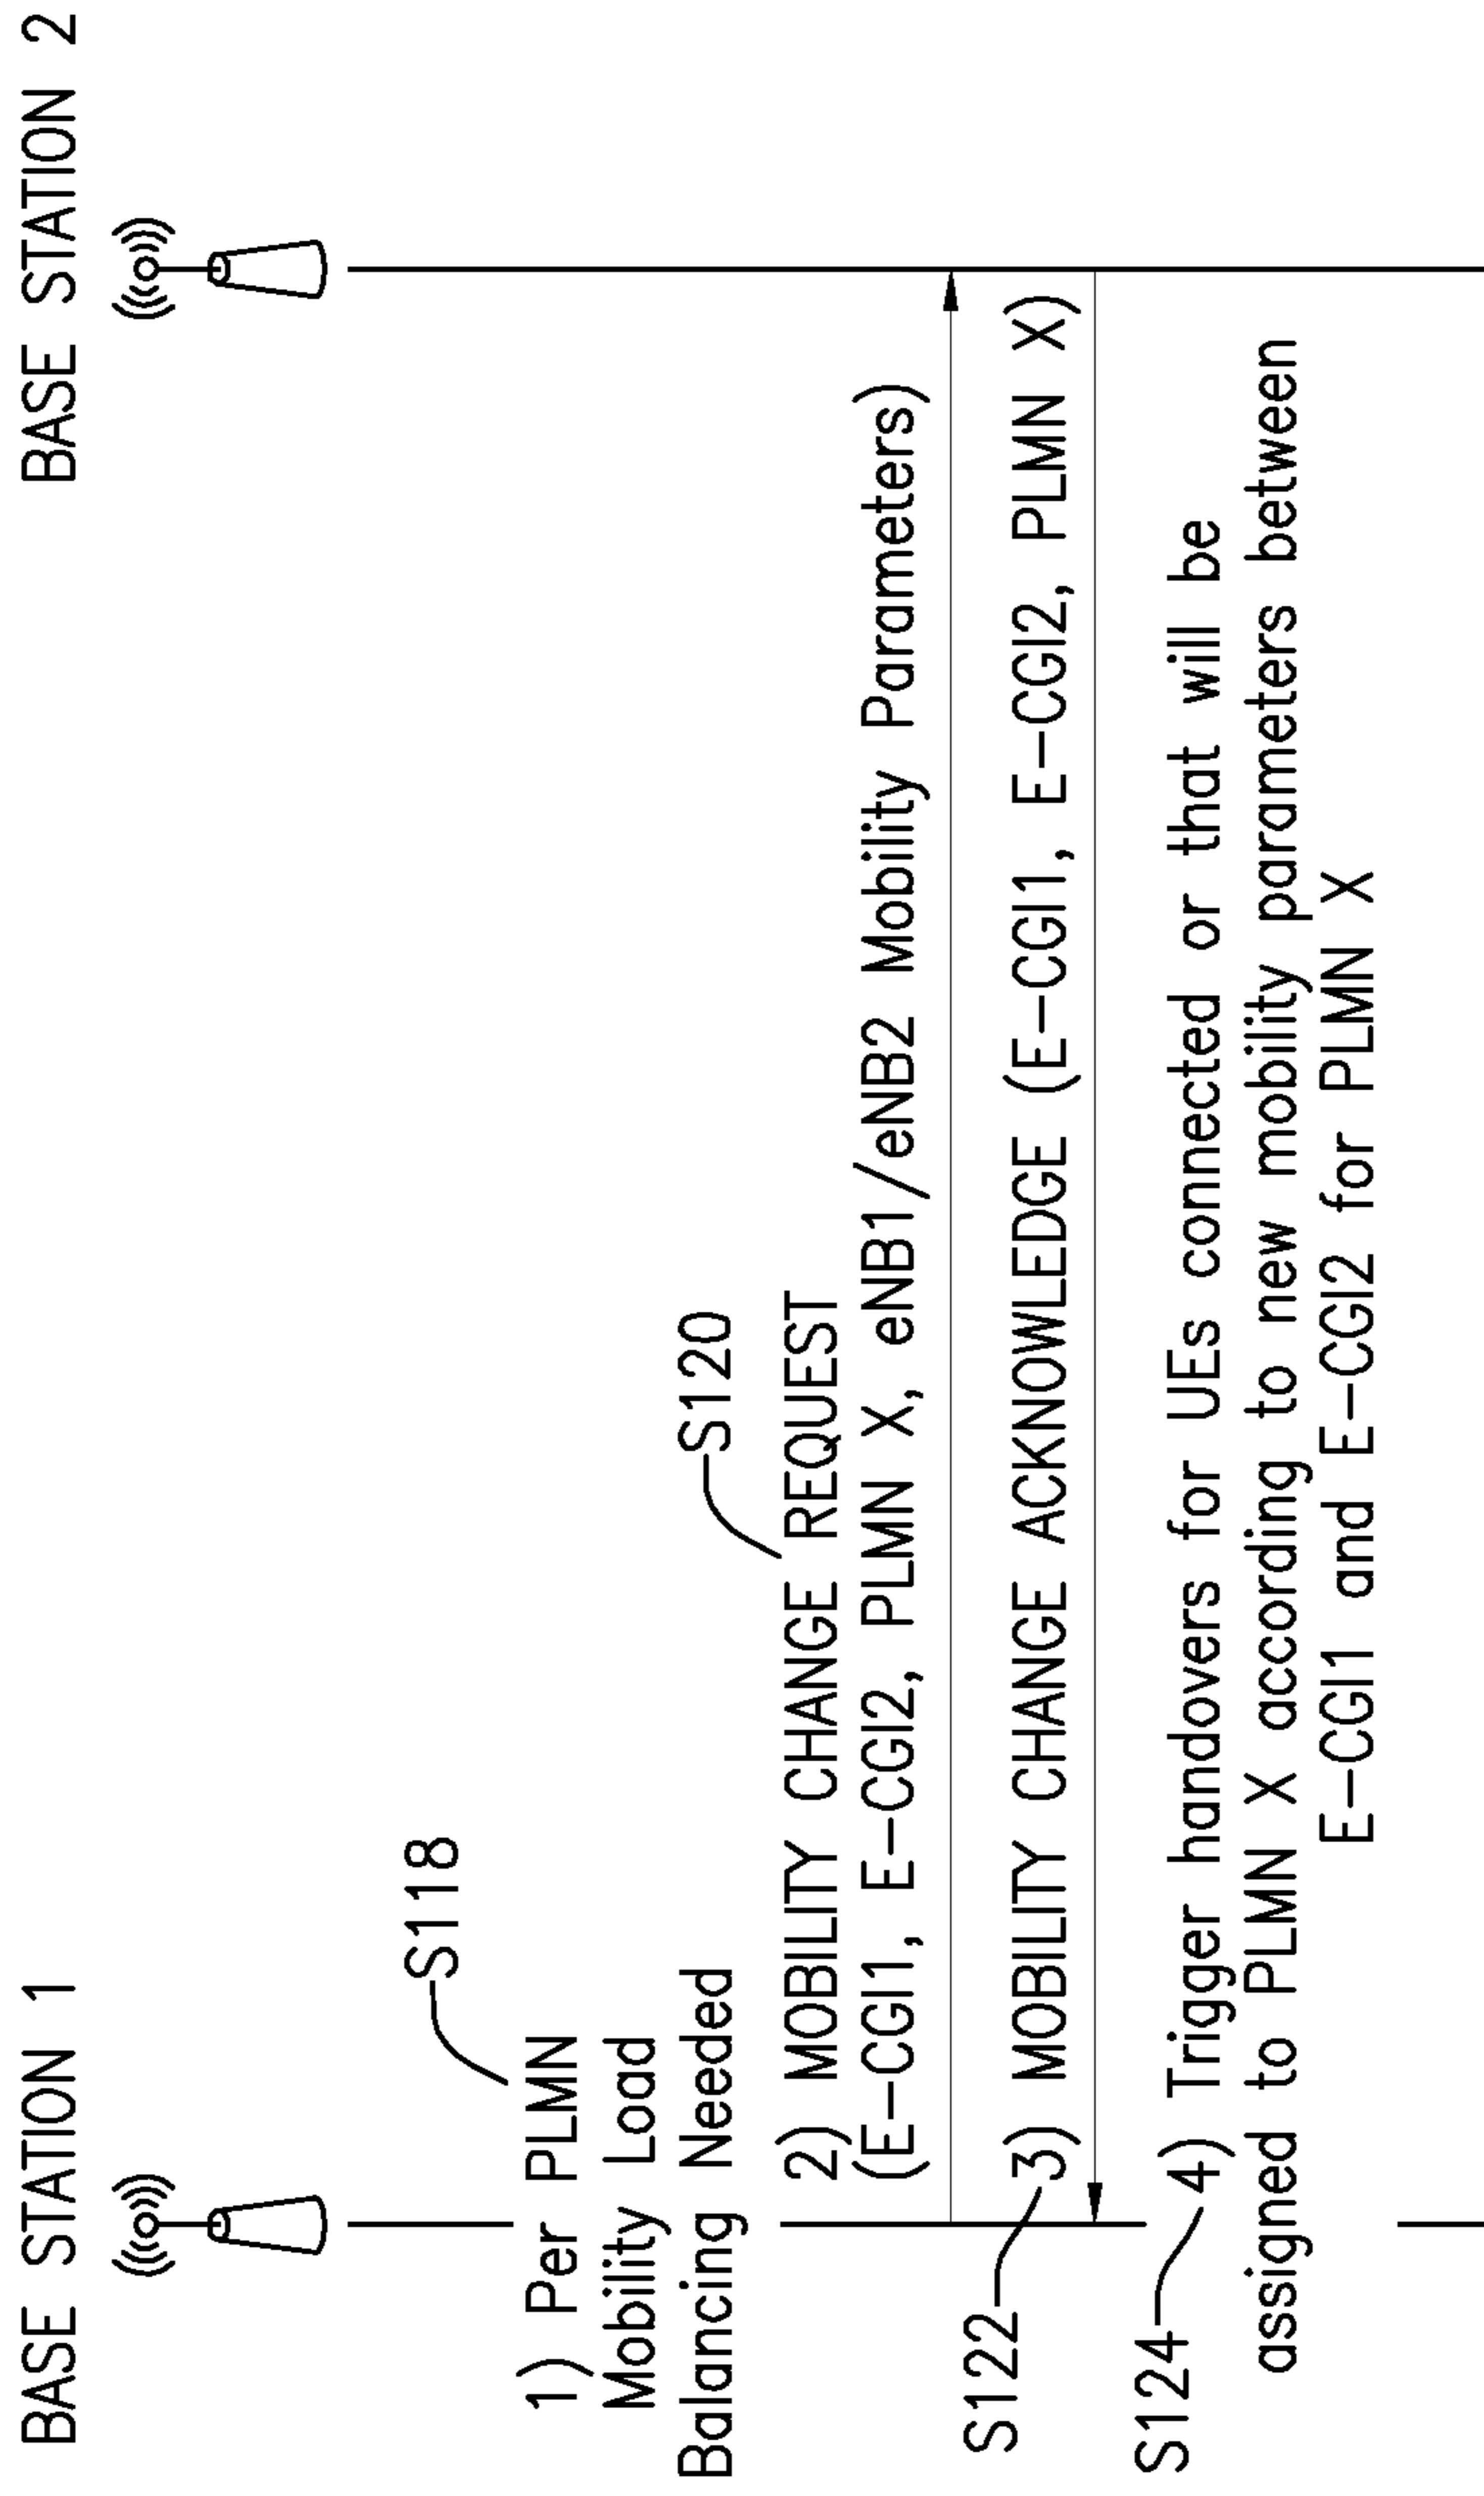 BASE STATION 1
BASE STATION 2
S118
1) Per PLMN
Mobility Load
Balancing Needed
S120
2) MOBILITY CHANGE REQUEST
(E-CGI1, E-CGI2, PLMN X, eNB1/eNB2 Mobility Parameters)
S122
3) MOBILITY CHANGE ACKNOWLEDGE (E-CGI1, E-CGI2, PLMN X)
S124
4) Trigger handovers for UEs connected or that will be
assigned to PLMN X according to new mobility parameters between
E-CGI1 and E-CGI2 for PLMN X